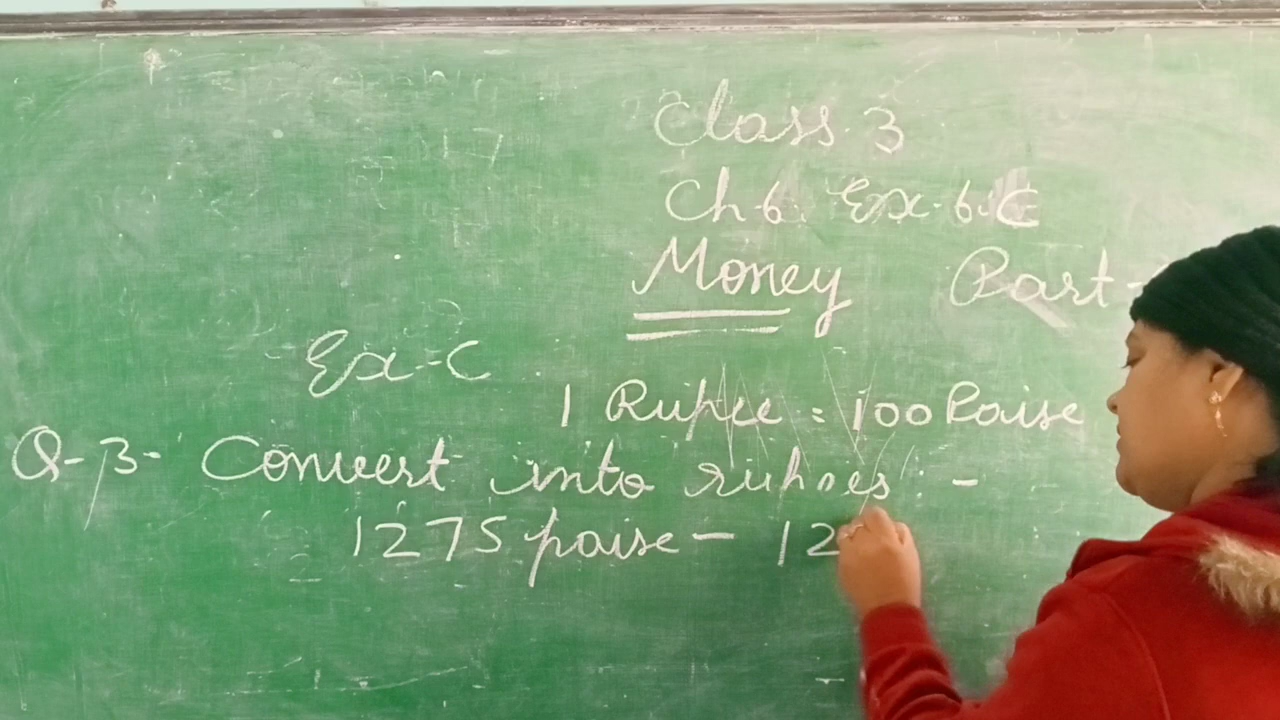 Class 3
Ch-6. Ex-6.C
Money Part-
Ex-C
1 Rupee = 100 Paise
Q-3- Convert into rupees -
1275 paise - 12